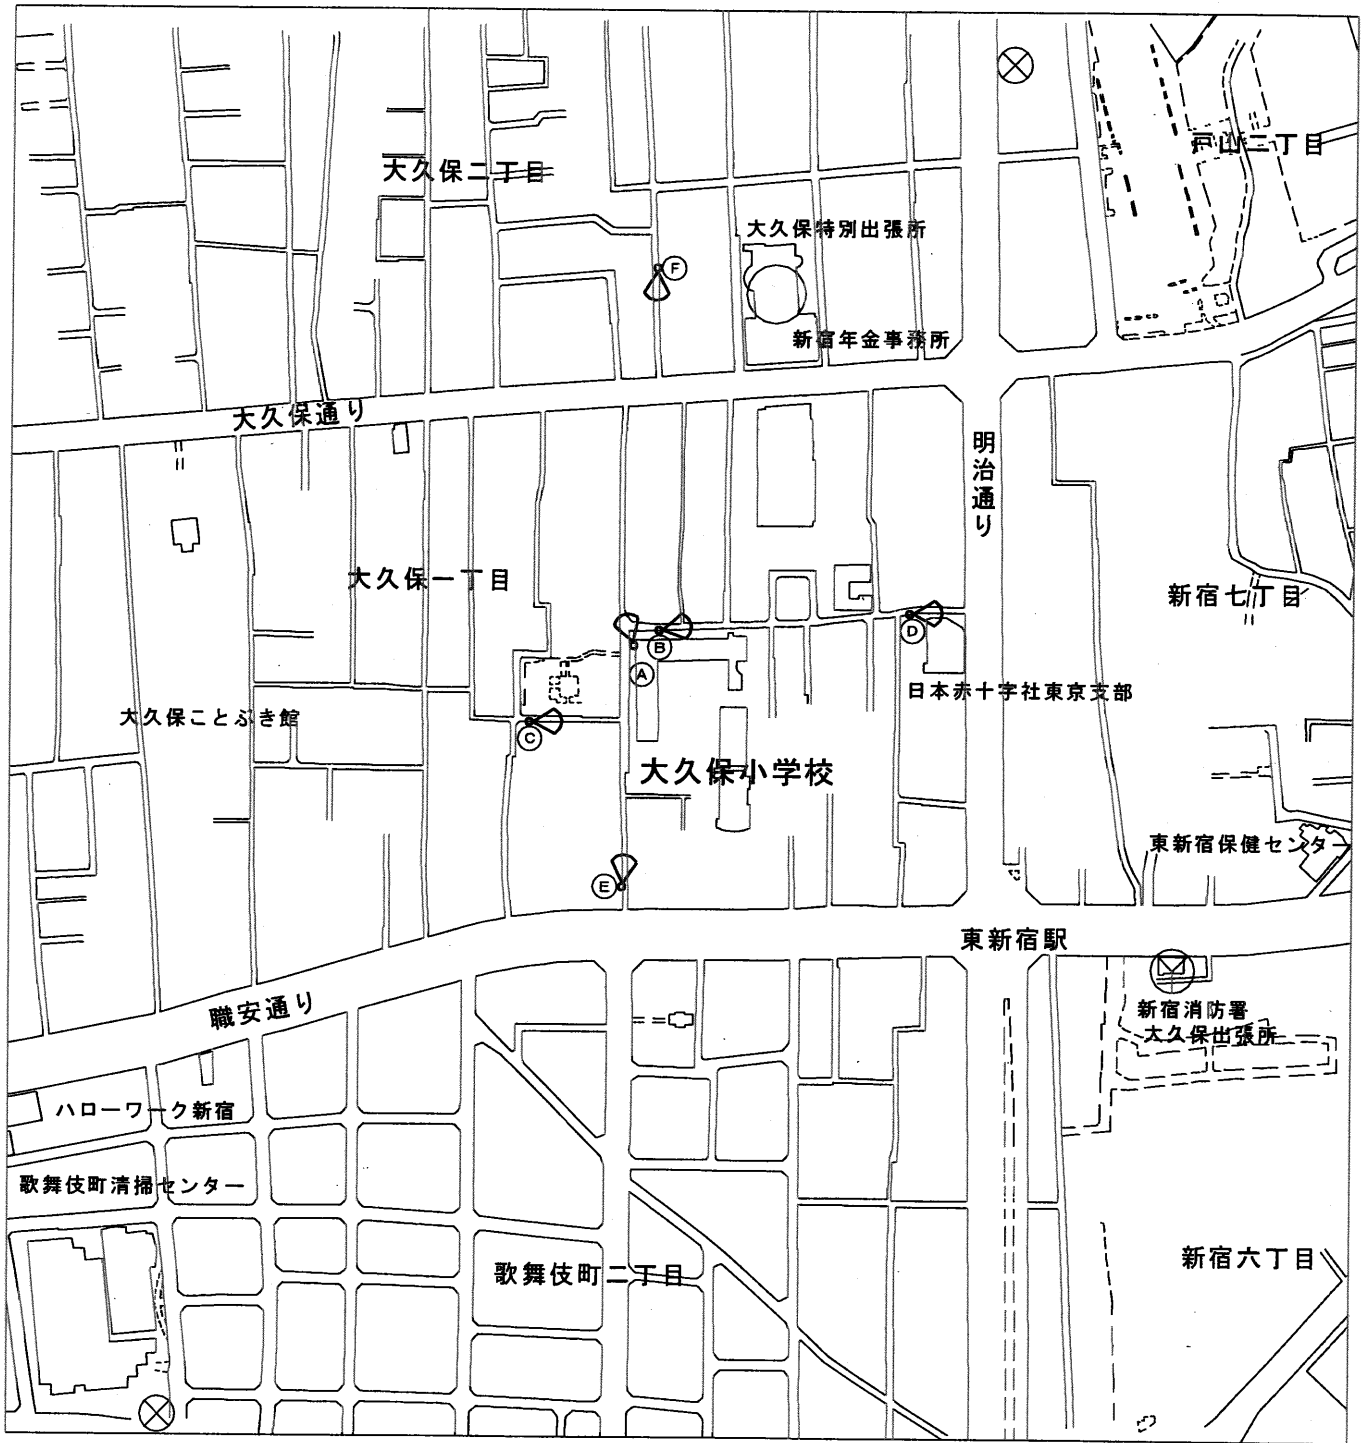 戸山二丁目
大久保二丁目
大久保特別出張所
F
新宿年金事務所
大久保通り
明治通り
大久保一丁目
新宿七丁目
D
B
A
日本赤十字社東京支部
大久保ことぶき館
C
大久保小学校
東新宿保健センター
E
東新宿駅
職安通り
新宿消防署
大久保出張所
ハローワーク新宿
歌舞伎町清掃センター
新宿六丁目
歌舞伎町二丁目